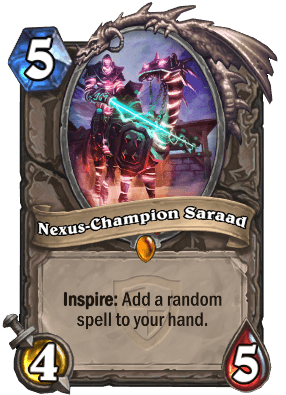 5
Nexus-Champion Saraad
Inspire: Add a random
spell to your hand.
4
5